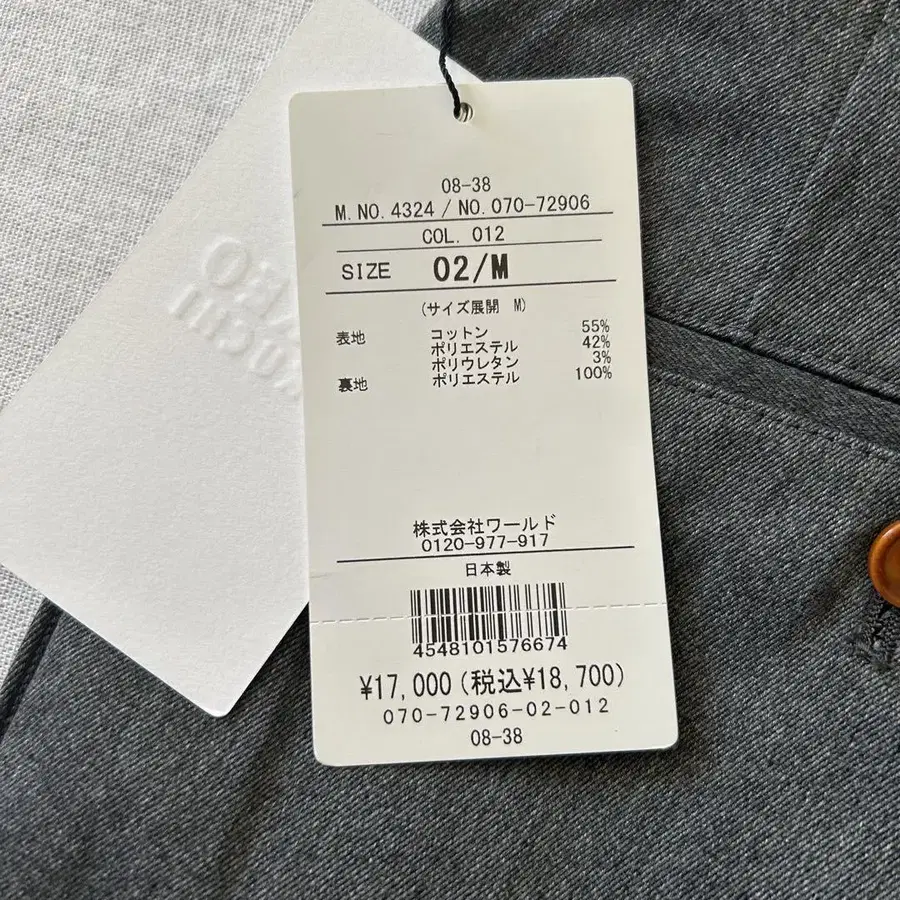 08-38
M.NO.4324 / NO.070-72906
COL. 012
SIZE 02/M
(サイズ展開 M)
表地 コットン 55%
ポリエステル 42%
ポリウレタン 3%
裏地 ポリエステル 100%
株式会社ワールド
0120-977-917
日本製
4548101576674
¥17,000(税込¥18,700)
070-72906-02-012
08-38